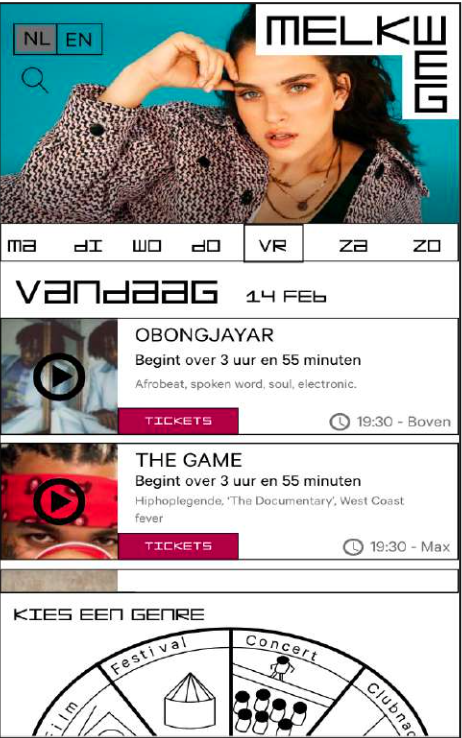 NL EN
MELKWEG
ma di wo do VR za zo
Vandaag 14 Feb
OBONGJAYAR
Begint over 3 uur en 55 minuten
Afrobeat, spoken word, soul, electronic.
TICKETS
19:30 - Boven
THE GAME
Begint over 3 uur en 55 minuten
Hiphoplegende, 'The Documentary', West Coast
fever
TICKETS
19:30 - Max
KIES EEN GENRE
Film
Festival
Concert
Clubnac